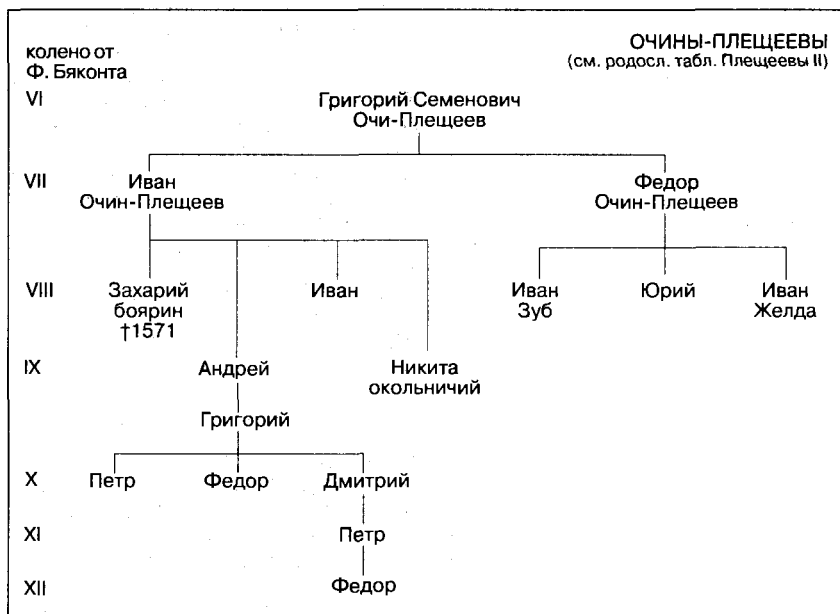 колено от
Ф. Бяконта
ОЧИНЫ-ПЛЕЩЕЕВЫ
(см. родосл. табл. Плещеевы II)
VI
Григорий Семенович
Очи-Плещеев
VII
Иван
Очин-Плещеев
Федор
Очин-Плещеев
VIII
Захарий
боярин
†1571
Иван
Иван
Зуб
Юрий
Иван
Желда
IX
Андрей
Никита
окольничий
Григорий
X
Петр
Федор
Дмитрий
XI
Петр
XII
Федор